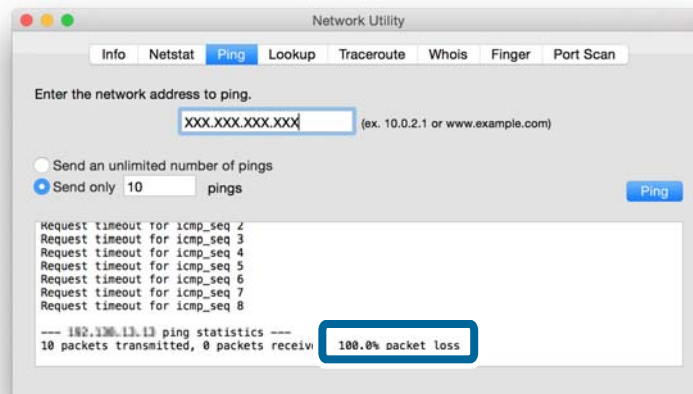 Network Utility
Info Netstat Ping Lookup Traceroute Whois Finger Port Scan
Enter the network address to ping.
XXX.XXX.XXX.XXX (ex. 10.0.2.1 or www.example.com)
Send an unlimited number of pings
Send only 10 pings
Ping
Request timeout for icmp_seq 2
Request timeout for icmp_seq 3
Request timeout for icmp_seq 4
Request timeout for icmp_seq 5
Request timeout for icmp_seq 6
Request timeout for icmp_seq 7
Request timeout for icmp_seq 8
--- ping statistics ---
10 packets transmitted, 0 packets receiv 100.0% packet loss